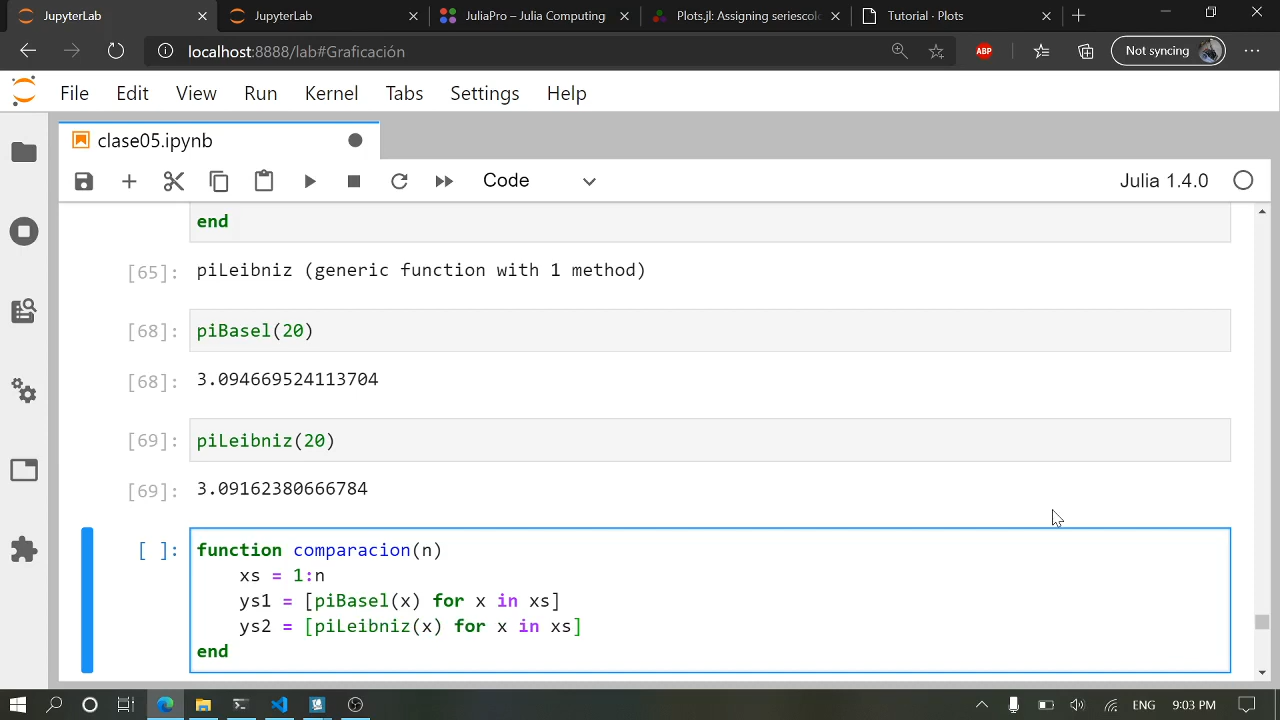 JupyterLab
JupyterLab
JuliaPro – Julia Computing
Plots.jl: Assigning seriescolo
Tutorial · Plots
localhost:8888/lab#Graficación
ABP
Not syncing
File Edit View Run Kernel Tabs Settings Help
clase05.ipynb
Code
Julia 1.4.0
end
[65]: piLeibniz (generic function with 1 method)
[68]: piBasel(20)
[68]: 3.094669524113704
[69]: piLeibniz(20)
[69]: 3.09162380666784
[ ]: function comparacion(n)
xs = 1:n
ys1 = [piBasel(x) for x in xs]
ys2 = [piLeibniz(x) for x in xs]
end
ENG 9:03 PM